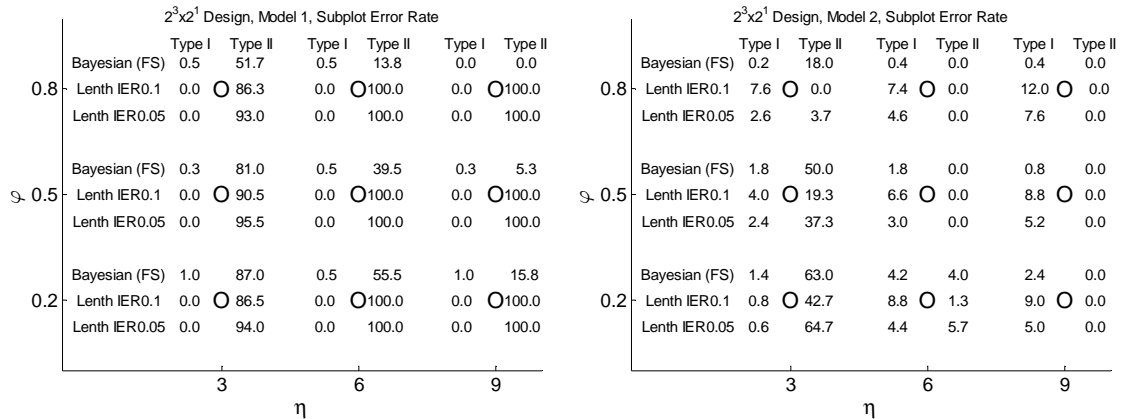 2³x2¹ Design, Model 1, Subplot Error Rate
Type I Type II Type I Type II Type I Type II
Bayesian (FS) 0.5 51.7 0.5 13.8 0.0 0.0
0.8 Lenth IER0.1 0.0 O 86.3 0.0 O 100.0 0.0 O 100.0
Lenth IER0.05 0.0 93.0 0.0 100.0 0.0 100.0
Bayesian (FS) 0.3 81.0 0.5 39.5 0.3 5.3
φ 0.5 Lenth IER0.1 0.0 O 90.5 0.0 O 100.0 0.0 O 100.0
Lenth IER0.05 0.0 95.5 0.0 100.0 0.0 100.0
Bayesian (FS) 1.0 87.0 0.5 55.5 1.0 15.8
0.2 Lenth IER0.1 0.0 O 86.5 0.0 O 100.0 0.0 O 100.0
Lenth IER0.05 0.0 94.0 0.0 100.0 0.0 100.0
3 6 9
η
2³x2¹ Design, Model 2, Subplot Error Rate
Type I Type II Type I Type II Type I Type II
Bayesian (FS) 0.2 18.0 0.4 0.0 0.4 0.0
0.8 Lenth IER0.1 7.6 O 0.0 7.4 O 0.0 12.0 O 0.0
Lenth IER0.05 2.6 3.7 4.6 0.0 7.6 0.0
Bayesian (FS) 1.8 50.0 1.8 0.0 0.8 0.0
φ 0.5 Lenth IER0.1 4.0 O 19.3 6.6 O 0.0 8.8 O 0.0
Lenth IER0.05 2.4 37.3 3.0 0.0 5.2 0.0
Bayesian (FS) 1.4 63.0 4.2 4.0 2.4 0.0
0.2 Lenth IER0.1 0.8 O 42.7 8.8 O 1.3 9.0 O 0.0
Lenth IER0.05 0.6 64.7 4.4 5.7 5.0 0.0
3 6 9
η